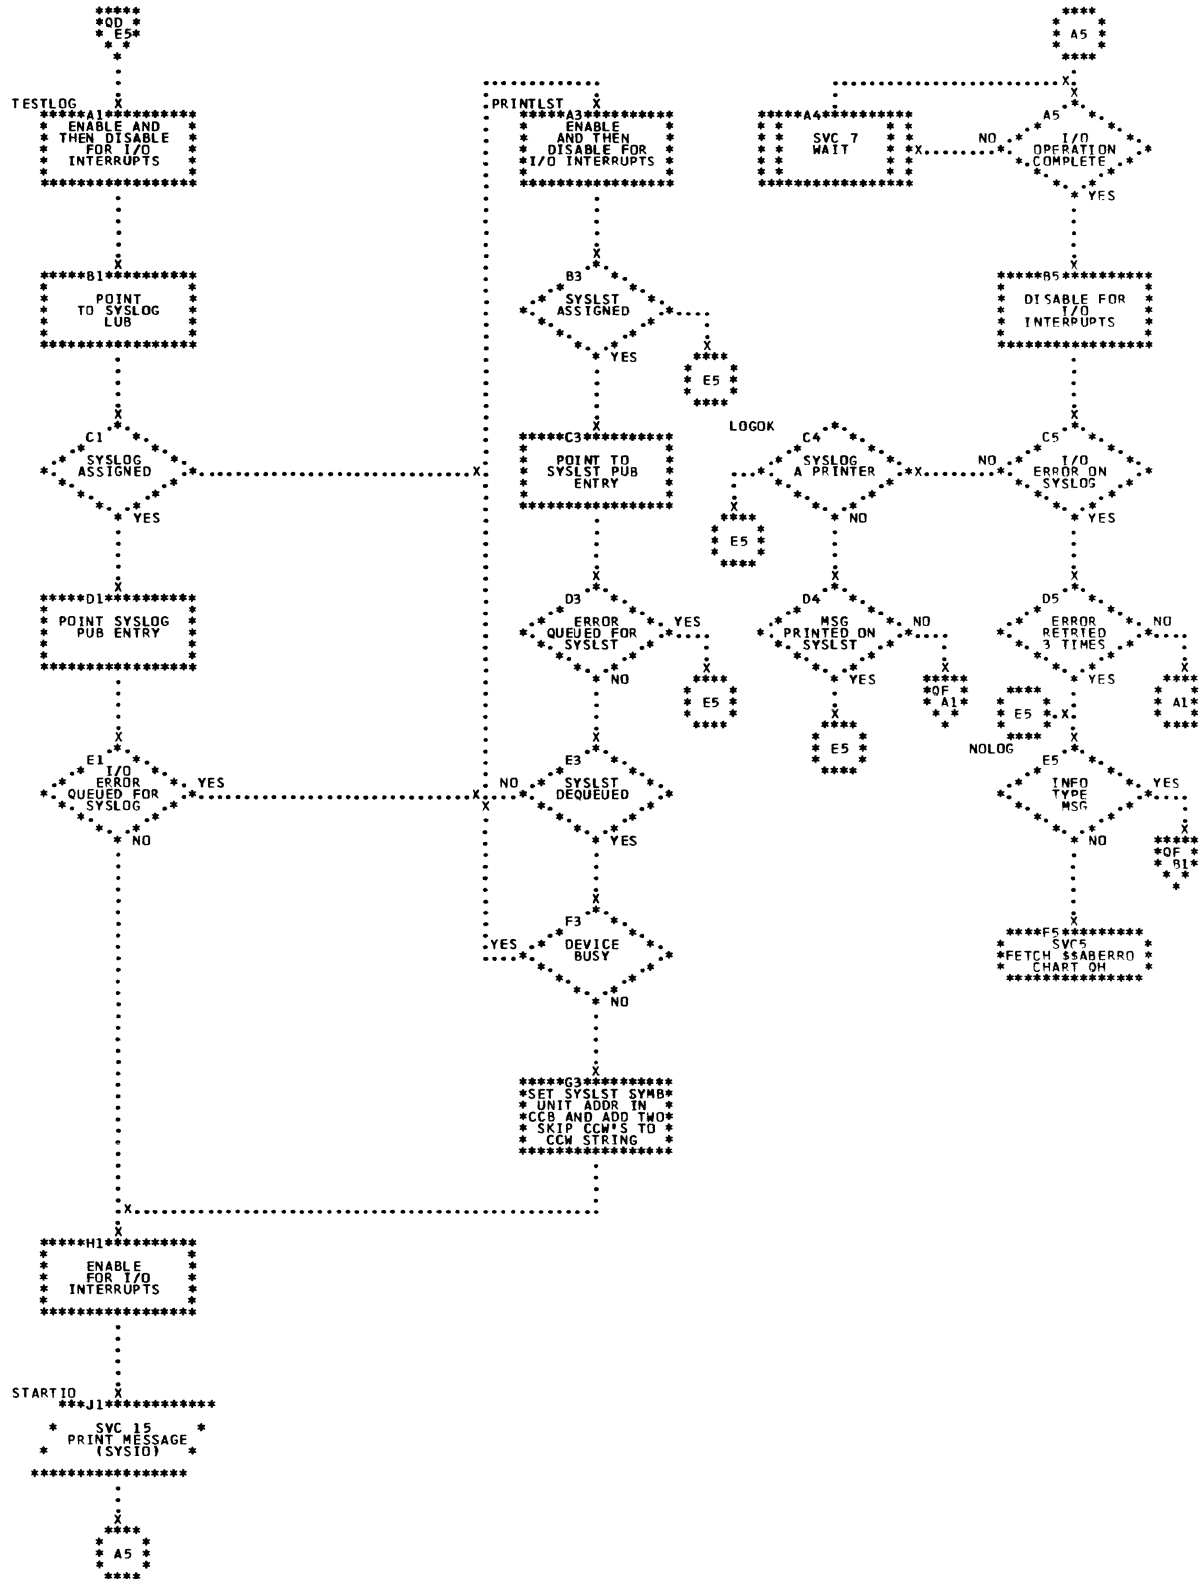 QD
E5
TESTLOG
A1
ENABLE AND
THEN DISABLE
FOR I/O
INTERRUPTS
B1
POINT
TO SYSLOG
LUB
C1
SYSLOG
ASSIGNED
YES
D1
POINT SYSLOG
PUB ENTRY
E1
I/O
ERROR
QUEUED FOR
SYSLOG
YES
NO
H1
ENABLE
FOR I/O
INTERRUPTS
STARTIO
J1
SVC 15
PRINT MESSAGE
(SYSIO)
A5
PRINTLST
A3
ENABLE
AND THEN
DISABLE FOR
I/O INTERRUPTS
B3
SYSLST
ASSIGNED
YES
E5
C3
POINT TO
SYSLST PUB
ENTRY
D3
ERROR
QUEUED FOR
SYSLST
YES
NO
E5
E3
NO
SYSLST
DEQUEUED
YES
F3
YES
DEVICE
BUSY
NO
G3
SET SYSLST SYMB
UNIT ADDR IN
CCB AND ADD TWO
SKIP CCW'S TO
CCW STRING
A4
SVC 7
WAIT
LOGOK
C4
SYSLOG
A PRINTER
NO
E5
D4
MSG
PRINTED ON
SYSLST
NO
YES
QF
A1
E5
A5
A5
NO
I/O
OPERATION
COMPLETE
YES
B5
DISABLE FOR
I/O
INTERRUPTS
C5
NO
I/O
ERROR ON
SYSLOG
YES
D5
ERROR
RETRIED
3 TIMES
NO
YES
A1
E5
NOLOG
E5
INFO
TYPE
MSG
YES
NO
QF
B1
F5
SVC5
FETCH $$ABERRO
CHART QH